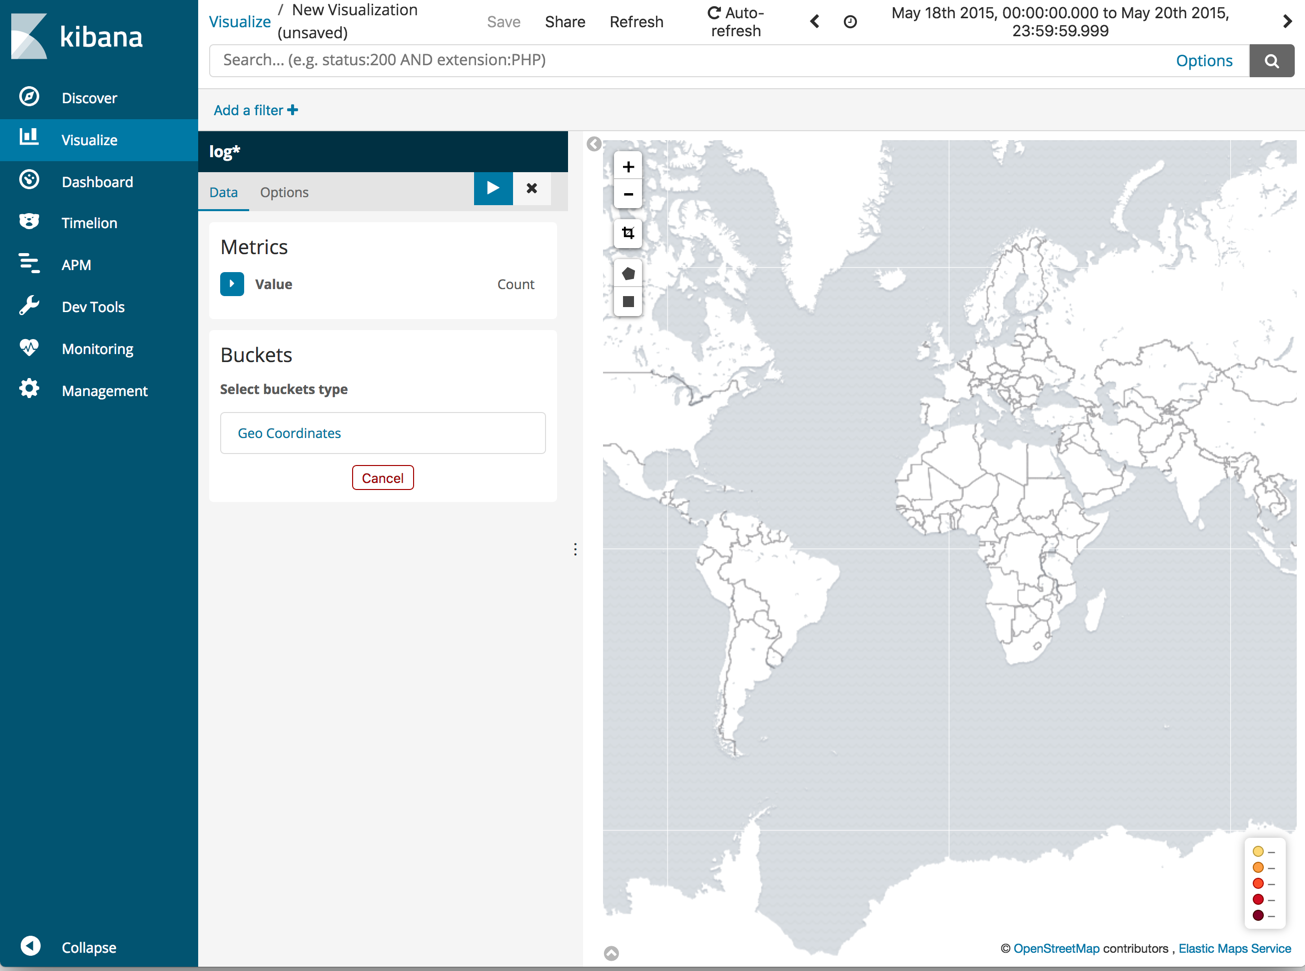 kibana
Discover
Visualize
Dashboard
Timelion
APM
Dev Tools
Monitoring
Management
Collapse
Visualize / New Visualization
(unsaved)
Save
Share
Refresh
Auto-
refresh
May 18th 2015, 00:00:00.000 to May 20th 2015,
23:59:59.999
Search... (e.g. status:200 AND extension:PHP)
Options
Add a filter +
log*
Data
Options
Metrics
Value
Count
Buckets
Select buckets type
Geo Coordinates
Cancel
+
−
–
–
–
–
–
© OpenStreetMap contributors , Elastic Maps Service